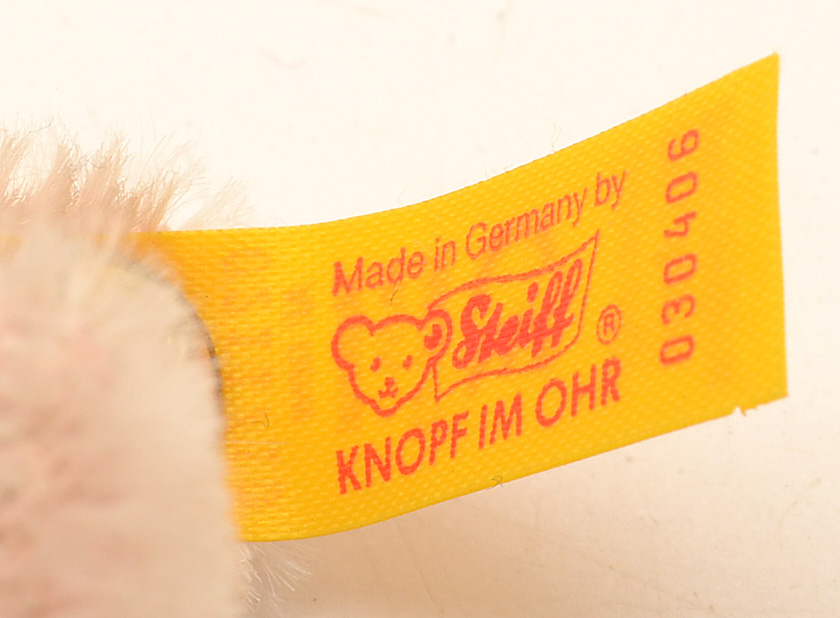 Made in Germany by
Steiff ®
KNOPF IM OHR
030406